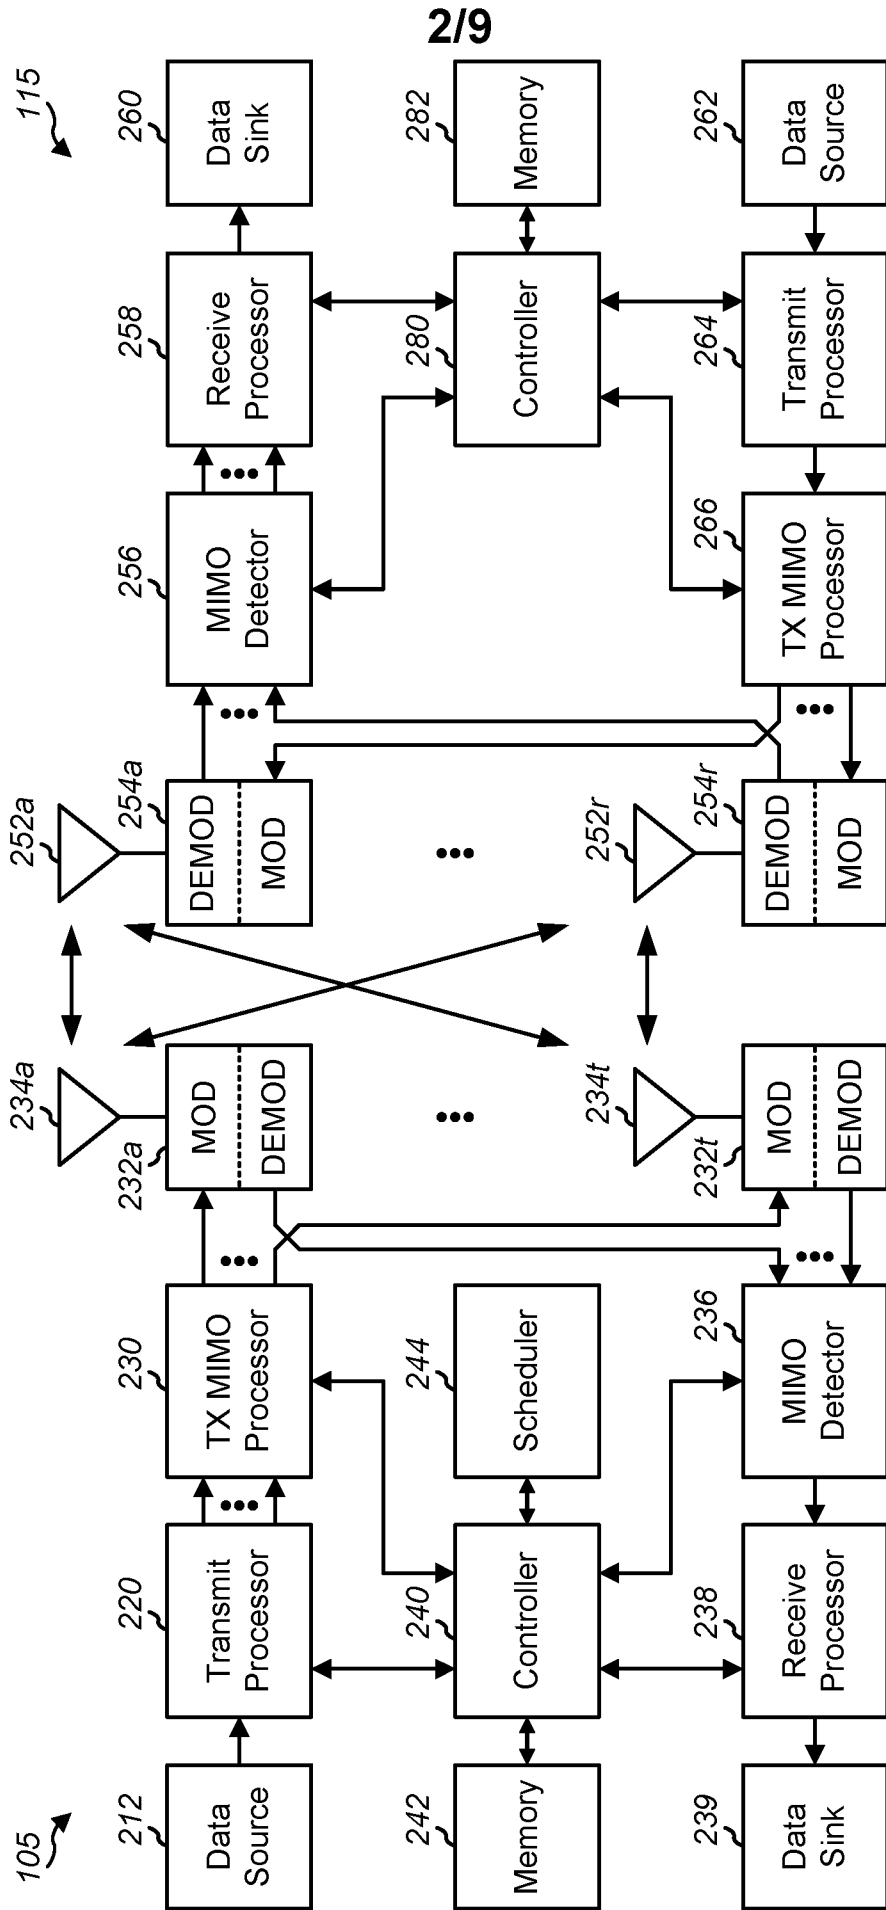 2/9
105
115
212
Data
Source
220
Transmit
Processor
230
TX MIMO
Processor
232a
MOD
DEMOD
234a
252a
254a
DEMOD
MOD
256
MIMO
Detector
258
Receive
Processor
260
Data
Sink
242
Memory
240
Controller
244
Scheduler
280
Controller
282
Memory
239
Data
Sink
238
Receive
Processor
236
MIMO
Detector
232t
MOD
DEMOD
234t
252r
254r
DEMOD
MOD
266
TX MIMO
Processor
264
Transmit
Processor
262
Data
Source